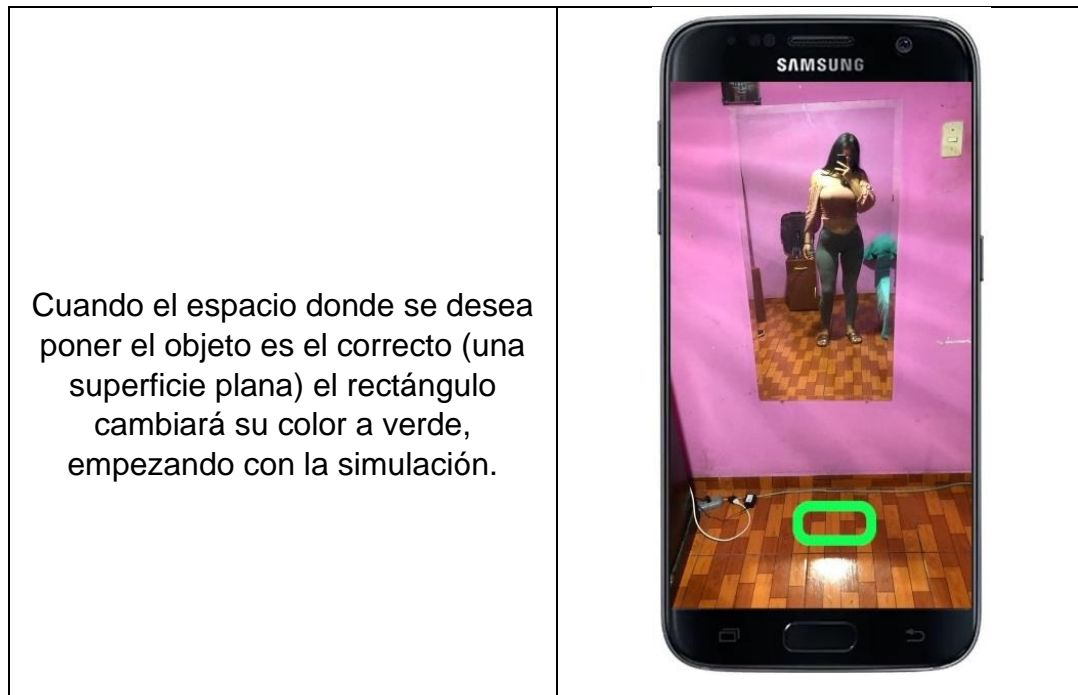 Cuando el espacio donde se desea
poner el objeto es el correcto (una
superficie plana) el rectángulo
cambiará su color a verde,
empezando con la simulación.
SAMSUNG